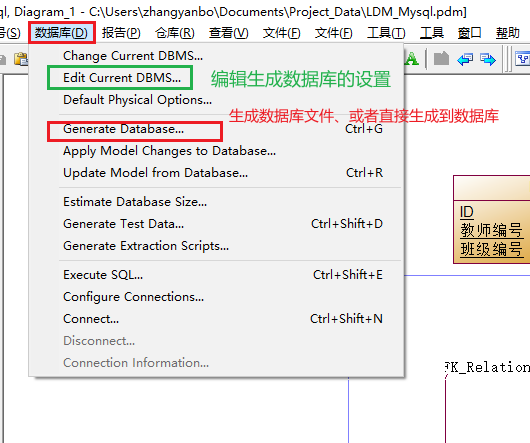 ql, Diagram_1 - C:\Users\zhangyanbo\Documents\Project_Data\LDM_Mysql.pdm]
号(S) 数据库(D) 报告(P) 仓库(R) 查看(V) 文件(F) 文件(F) 工具(T) 工具 窗口 帮助
Change Current DBMS...
Edit Current DBMS...
编辑生成数据库的设置
Default Physical Options...
生成数据库文件、或者直接生成到数据库
Generate Database... Ctrl+G
Apply Model Changes to Database...
Update Model from Database... Ctrl+R
Estimate Database Size...
Generate Test Data... Ctrl+Shift+D
Generate Extraction Scripts...
Execute SQL... Ctrl+Shift+E
Configure Connections...
Connect... Ctrl+Shift+N
Disconnect...
Connection Information...
ID
教师编号
班级编号
FK_Relation